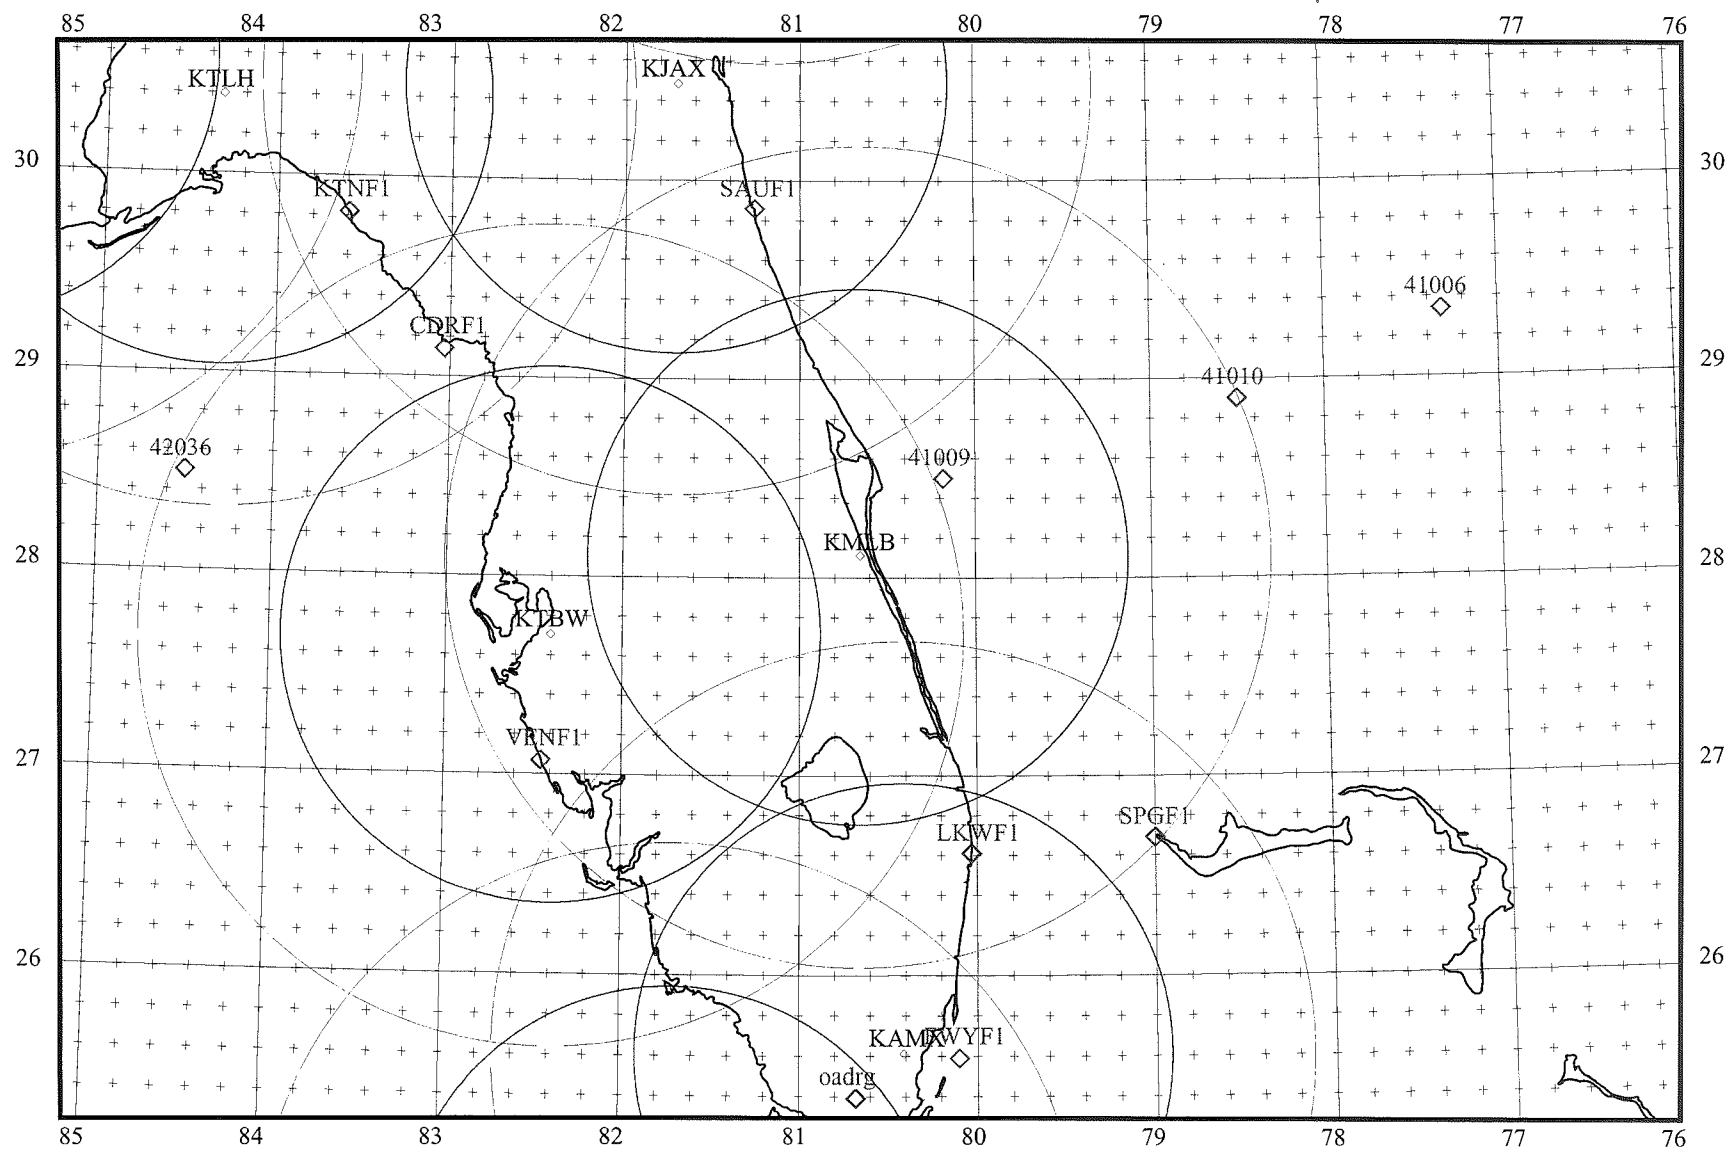 85 84 83 82 81 80 79 78 77 76
KTLH
KJAX
30
30
KTNF1
SAUF1
41006
CDRF1
29
29
41010
42036
41009
KMLB
28
28
KTBW
VENF1
27
27
SPGF1
LKWF1
26
26
KAMX
FWYF1
oadrg
85 84 83 82 81 80 79 78 77 76